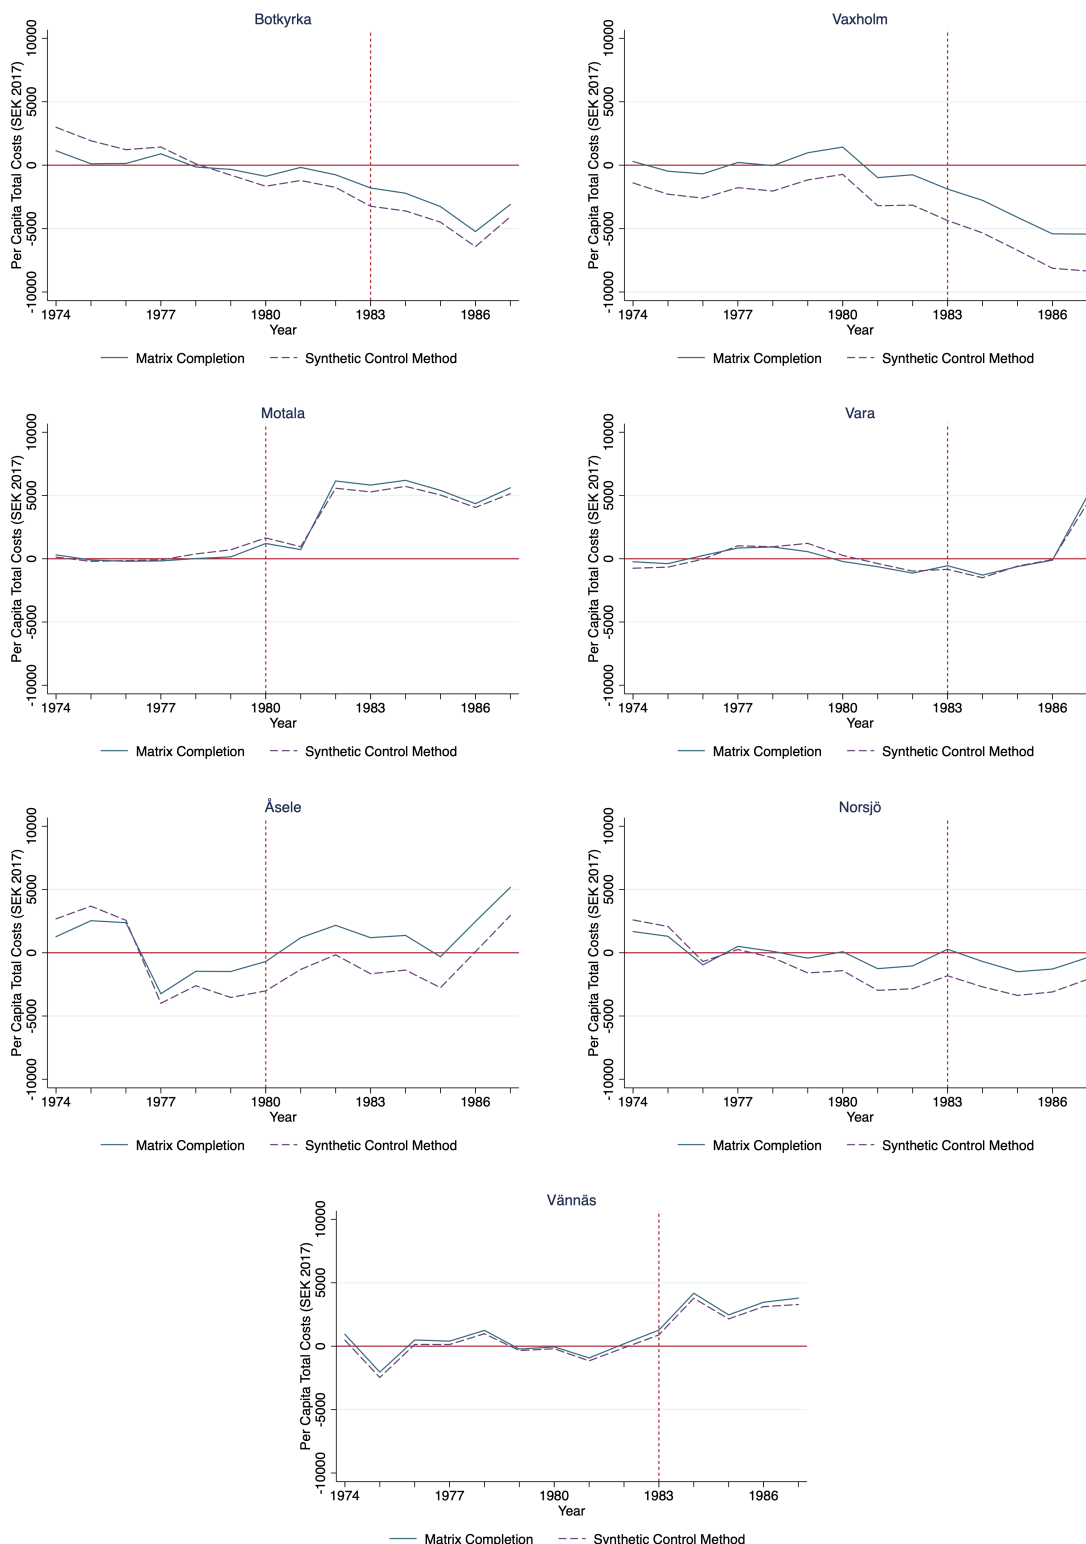 Botkyrka
Per Capita Total Costs (SEK 2017)
10000
5000
0
-5000
-10000
1974 1977 1980 1983 1986
Year
Matrix Completion Synthetic Control Method
Vaxholm
Per Capita Total Costs (SEK 2017)
10000
5000
0
-5000
-10000
1974 1977 1980 1983 1986
Year
Matrix Completion Synthetic Control Method
Motala
Per Capita Total Costs (SEK 2017)
10000
5000
0
-5000
-10000
1974 1977 1980 1983 1986
Year
Matrix Completion Synthetic Control Method
Vara
Per Capita Total Costs (SEK 2017)
10000
5000
0
-5000
-10000
1974 1977 1980 1983 1986
Year
Matrix Completion Synthetic Control Method
Åsele
Per Capita Total Costs (SEK 2017)
10000
5000
0
-5000
-10000
1974 1977 1980 1983 1986
Year
Matrix Completion Synthetic Control Method
Norsjö
Per Capita Total Costs (SEK 2017)
10000
5000
0
-5000
-10000
1974 1977 1980 1983 1986
Year
Matrix Completion Synthetic Control Method
Vännäs
Per Capita Total Costs (SEK 2017)
10000
5000
0
-5000
-10000
1974 1977 1980 1983 1986
Year
Matrix Completion Synthetic Control Method